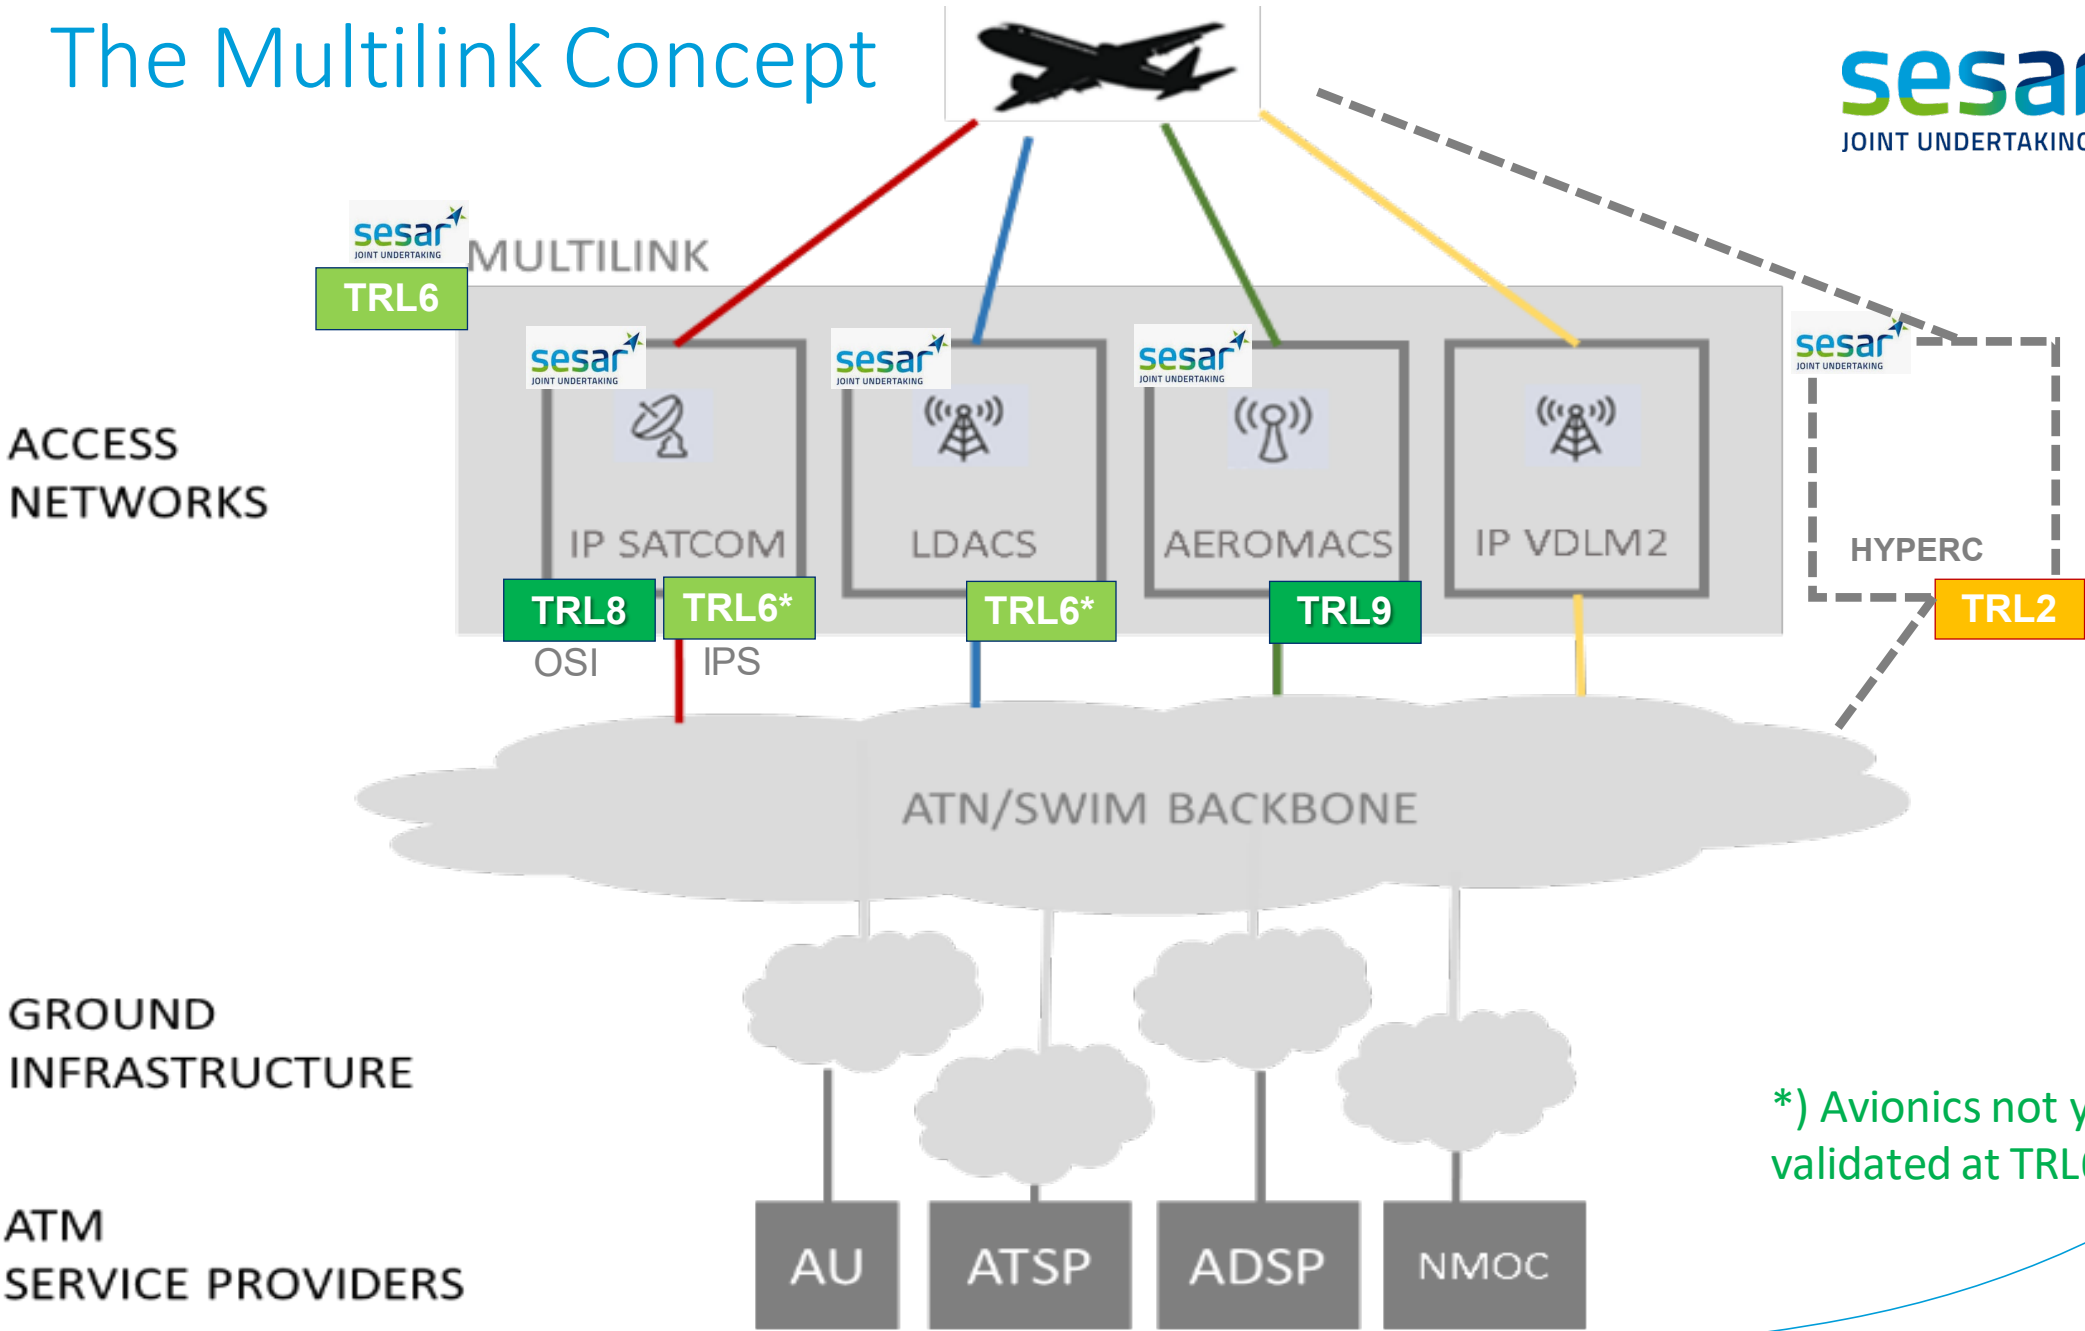 The Multilink Concept
sesar
JOINT UNDERTAKING
sesar
JOINT UNDERTAKING
MULTILINK
TRL6
sesar
JOINT UNDERTAKING
sesar
JOINT UNDERTAKING
sesar
JOINT UNDERTAKING
sesar
JOINT UNDERTAKING
ACCESS
NETWORKS
IP SATCOM
LDACS
AEROMACS
IP VDLM2
HYPERC
TRL8
TRL6*
TRL6*
TRL9
TRL2
OSI
IPS
ATN/SWIM BACKBONE
GROUND
INFRASTRUCTURE
*) Avionics not y
validated at TRL6
ATM
SERVICE PROVIDERS
AU
ATSP
ADSP
NMOC